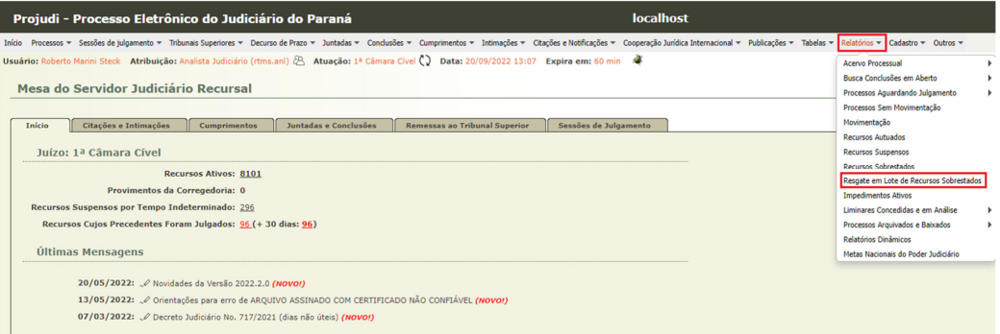 Projudi - Processo Eletrônico do Judiciário do Paraná localhost
Início Processos Sessões de julgamento Tribunais Superiores Decurso de Prazo Juntadas Conclusões Cumprimentos Intimações Citações e Notificações Cooperação Jurídica Internacional Publicações Tabelas Relatórios Cadastro Outros
Usuário: Roberto Marini Steck Atribuição: Analista Judiciário (rtms.anl) Atuação: 1ª Câmara Cível Data: 20/09/2022 13:07 Expira em: 60 min
Acervo Processual
Busca Conclusões em Aberto
Processos Aguardando Julgamento
Processos Sem Movimentação
Movimentação
Recursos Autuados
Recursos Suspensos
Recursos Sobrestados
Resgate em Lote de Recursos Sobrestados
Impedimentos Ativos
Liminares Concedidas e em Análise
Processos Arquivados e Baixados
Relatórios Dinâmicos
Metas Nacionais do Poder Judiciário
Mesa do Servidor Judiciário Recursal
Início Citações e Intimações Cumprimentos Juntadas e Conclusões Remessas ao Tribunal Superior Sessões de Julgamento
Juízo: 1ª Câmara Cível
Recursos Ativos: 8101
Provimentos da Corregedoria: 0
Recursos Suspensos por Tempo Indeterminado: 296
Recursos Cujos Precedentes Foram Julgados: 96 (+ 30 dias: 96)
Últimas Mensagens
20/05/2022: Novidades da Versão 2022.2.0 (NOVO!)
13/05/2022: Orientações para erro de ARQUIVO ASSINADO COM CERTIFICADO NÃO CONFIÁVEL (NOVO!)
07/03/2022: Decreto Judiciário No. 717/2021 (dias não úteis) (NOVO!)